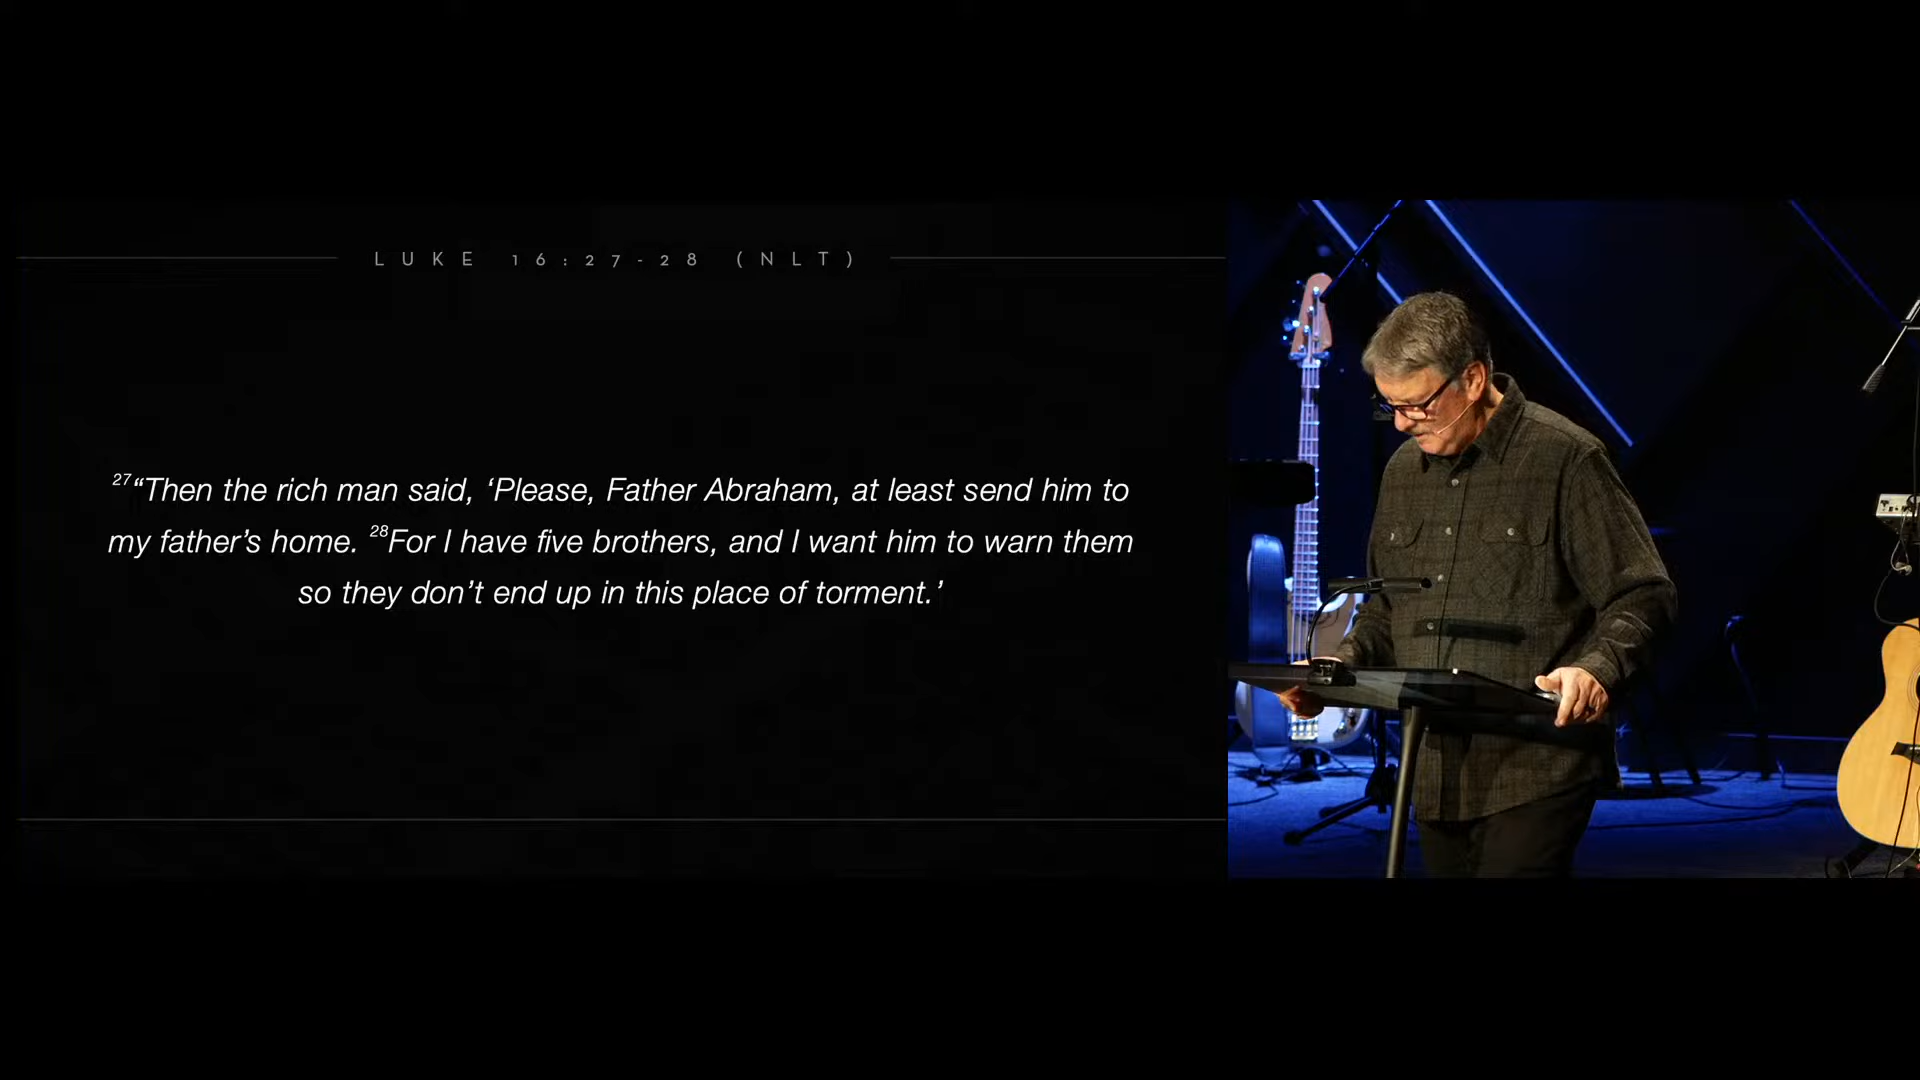 LUKE 16:27-28 (NLT)
27“Then the rich man said, ‘Please, Father Abraham, at least send him to
my father’s home. 28For I have five brothers, and I want him to warn them
so they don’t end up in this place of torment.’